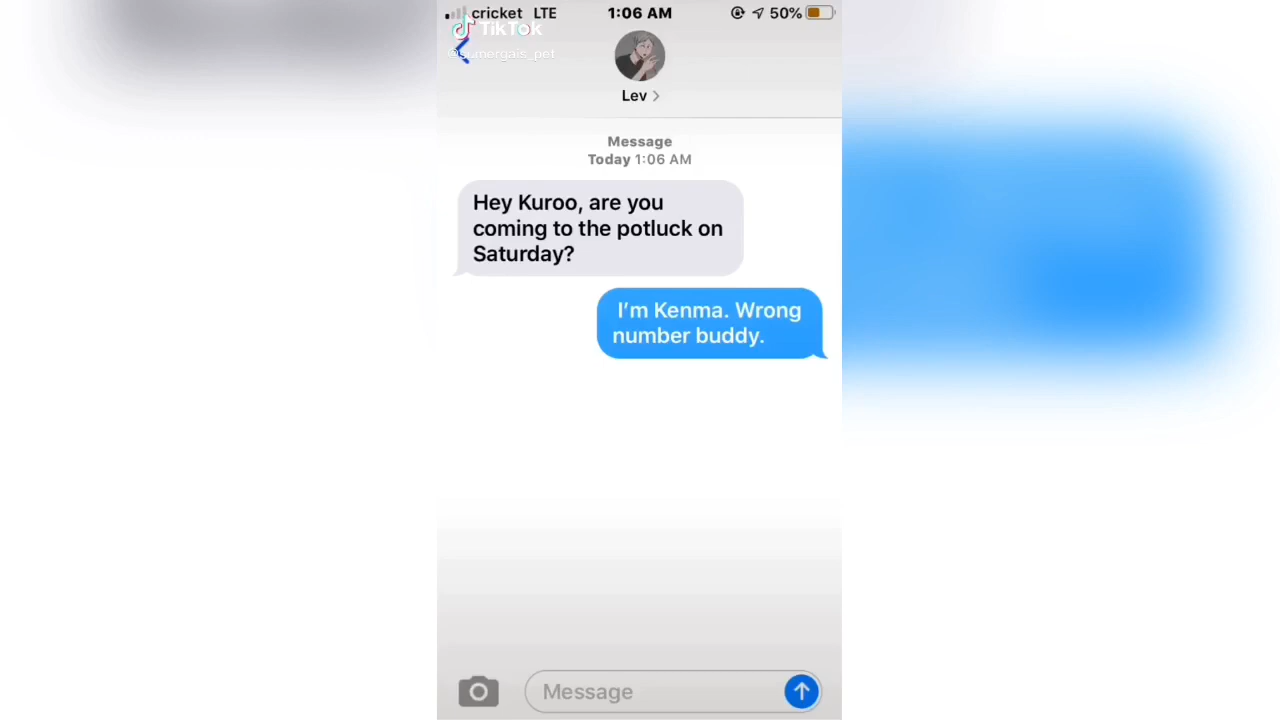 cricket LTE 1:06 AM 50%
TikTok
Lev
Message
Today 1:06 AM
Hey Kuroo, are you
coming to the potluck on
Saturday?
I'm Kenma. Wrong
number buddy.
Message